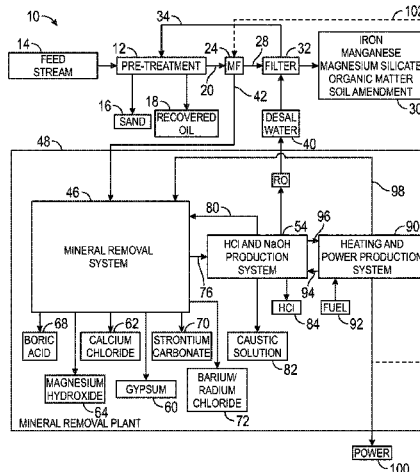 10
14
FEED
STREAM
12
PRE-TREATMENT
34
24
MF
20
28
42
32
FILTER
102
IRON
MANGANESE
MAGNESIUM SILICATE
ORGANIC MATTER
SOIL AMENDMENT
30
16
SAND
18
RECOVERED
OIL
DESAL
WATER
40
48
RO
98
46
MINERAL REMOVAL
SYSTEM
80
76
54
HCl AND NaOH
PRODUCTION
SYSTEM
96
94
90
HEATING AND
POWER PRODUCTION
SYSTEM
HCl
84
FUEL
92
68
BORIC
ACID
62
CALCIUM
CHLORIDE
70
STRONTIUM
CARBONATE
CAUSTIC
SOLUTION
82
MAGNESIUM
HYDROXIDE
64
GYPSUM
60
BARIUM/
RADIUM
CHLORIDE
72
MINERAL REMOVAL PLANT
POWER
100